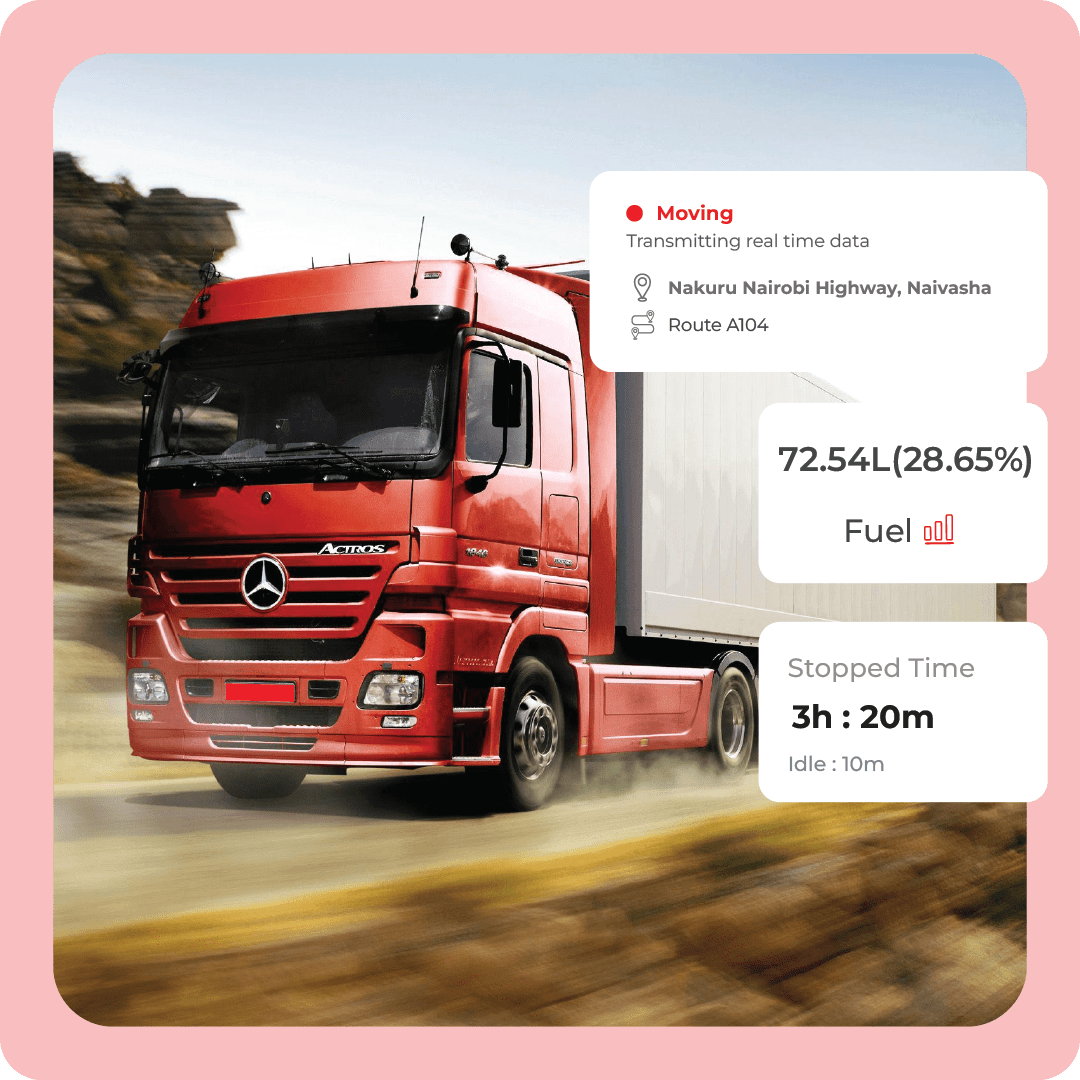 Moving
Transmitting real time data
Nakuru Nairobi Highway, Naivasha
Route A104
72.54L(28.65%)
Fuel
ACTROS
1846
Stopped Time
3h : 20m
Idle : 10m